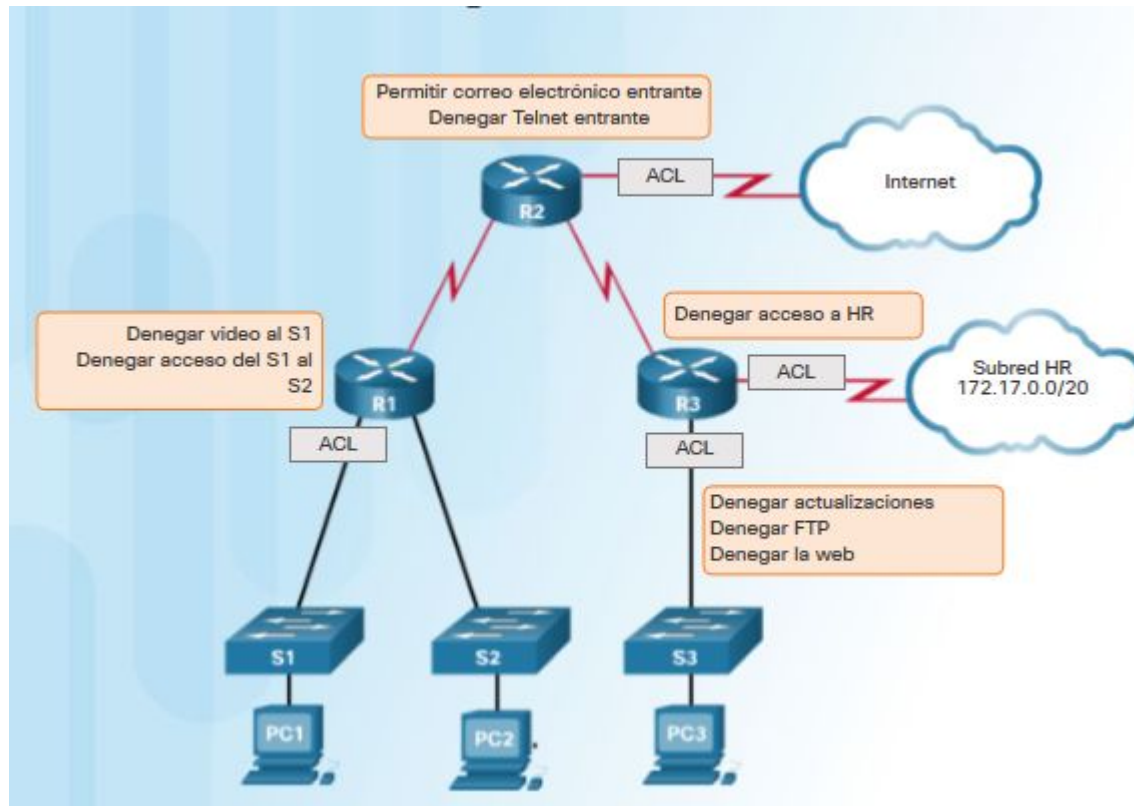 Permitir correo electrónico entrante
Denegar Telnet entrante
ACL
Internet
R2
Denegar video al S1
Denegar acceso del S1 al
S2
Denegar acceso a HR
R1
ACL
R3
ACL
Subred HR
172.17.0.0/20
ACL
Denegar actualizaciones
Denegar FTP
Denegar la web
S1
S2
S3
PC1
PC2
PC3